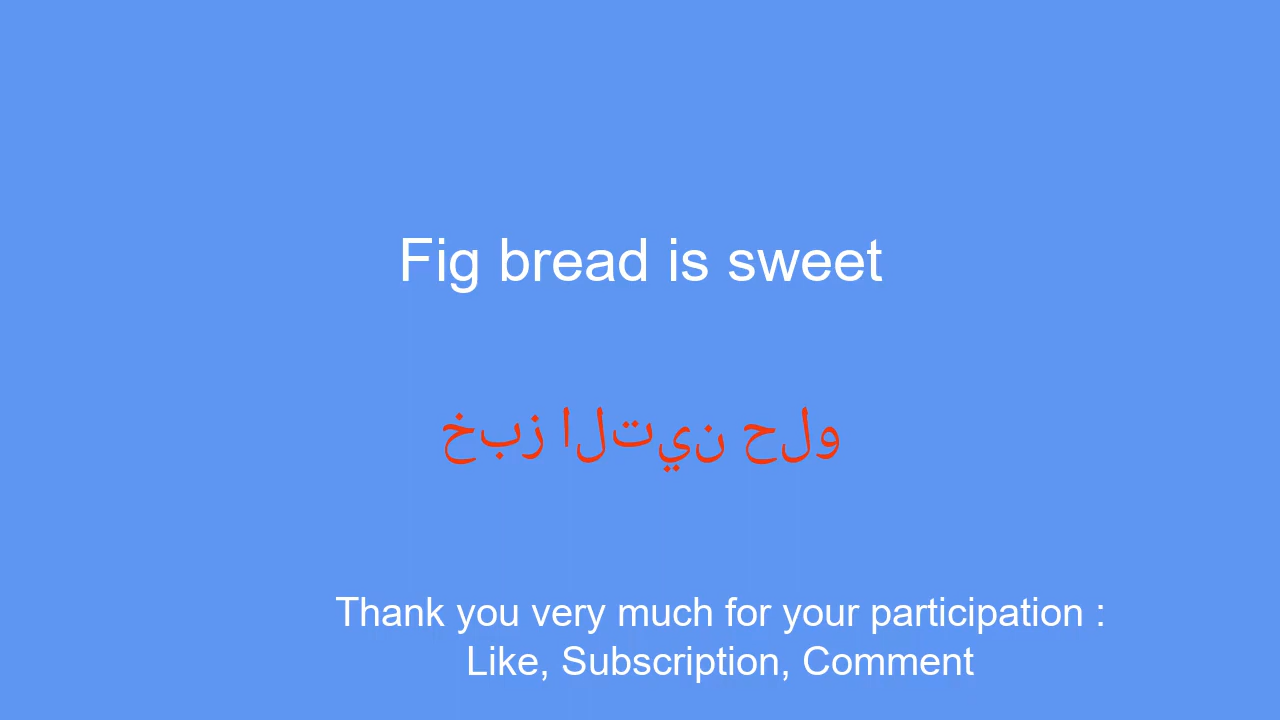 Fig bread is sweet
خبز التين حلو
Thank you very much for your participation :
Like, Subscription, Comment